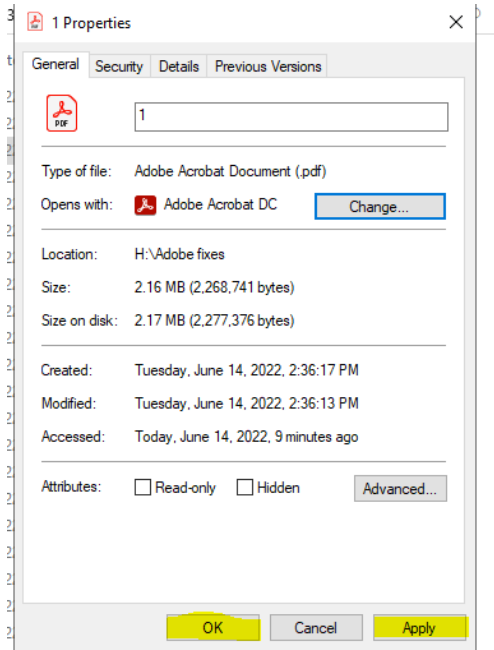 1 Properties
General Security Details Previous Versions
PDF
1
Type of file: Adobe Acrobat Document (.pdf)
Opens with: Adobe Acrobat DC Change...
Location: H:\Adobe fixes
Size: 2.16 MB (2,268,741 bytes)
Size on disk: 2.17 MB (2,277,376 bytes)
Created: Tuesday, June 14, 2022, 2:36:17 PM
Modified: Tuesday, June 14, 2022, 2:36:13 PM
Accessed: Today, June 14, 2022, 9 minutes ago
Attributes: Read-only Hidden Advanced...
OK Cancel Apply